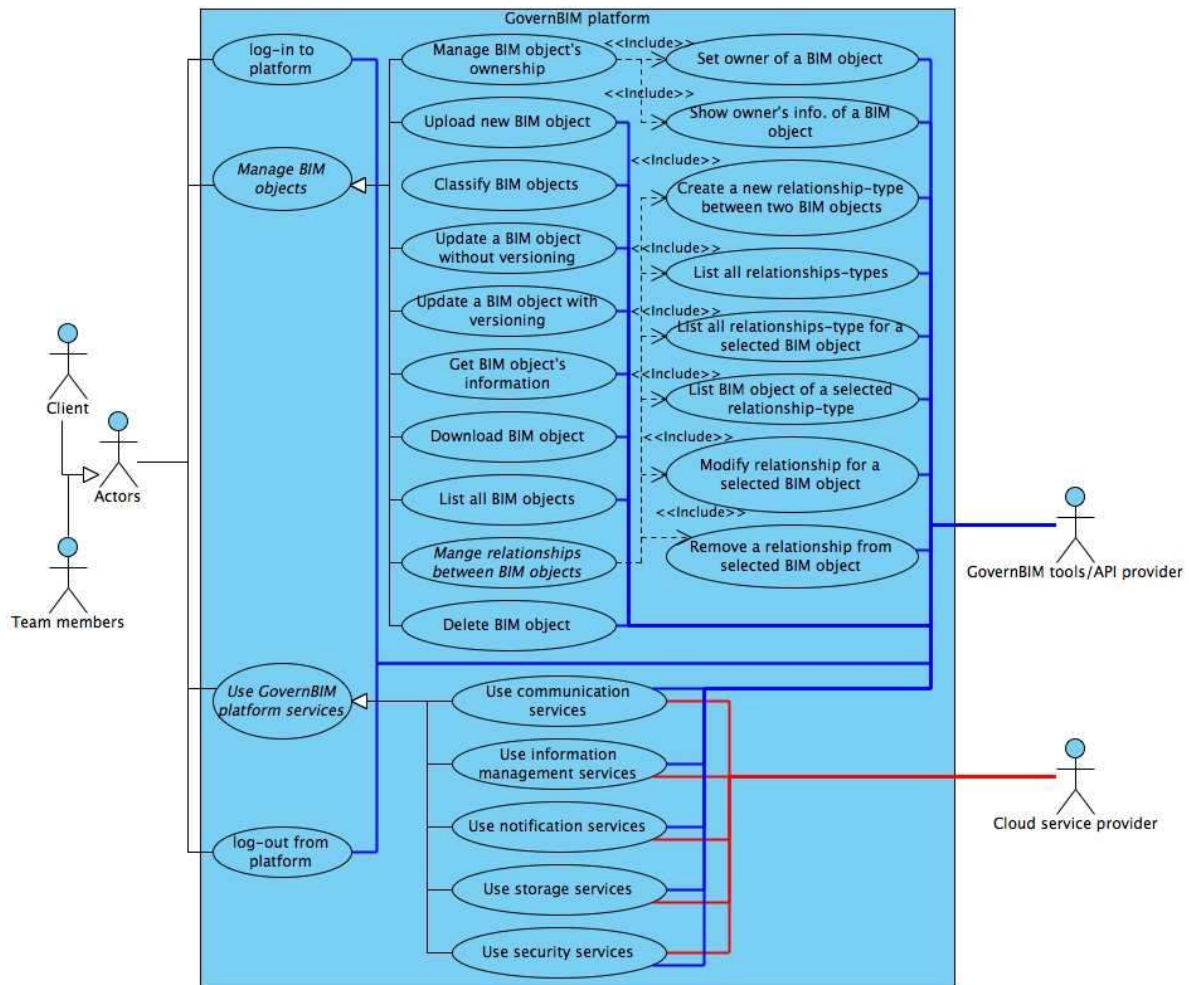 GovernBIM platform
log-in to
platform
Manage BIM object's
ownership
<<Include>>
Set owner of a BIM object
<<Include>>
Upload new BIM object
Show owner's info. of a BIM
object
Manage BIM
objects
Classify BIM objects
<<Include>>
Create a new relationship-type
between two BIM objects
Update a BIM object
without versioning
<<Include>>
List all relationships-types
Update a BIM object with
versioning
<<Include>>
List all relationships-type for a
selected BIM object
Get BIM object's
information
<<Include>>
List BIM object of a selected
relationship-type
Client
Download BIM object
<<Include>>
Modify relationship for a
selected BIM object
Actors
List all BIM objects
<<Include>>
Mange relationships
between BIM objects
Remove a relationship from
selected BIM object
GovernBIM tools/API provider
Team members
Delete BIM object
Use GovernBIM
platform services
Use communication
services
Use information
management services
Use notification services
Cloud service provider
log-out from
platform
Use storage services
Use security services